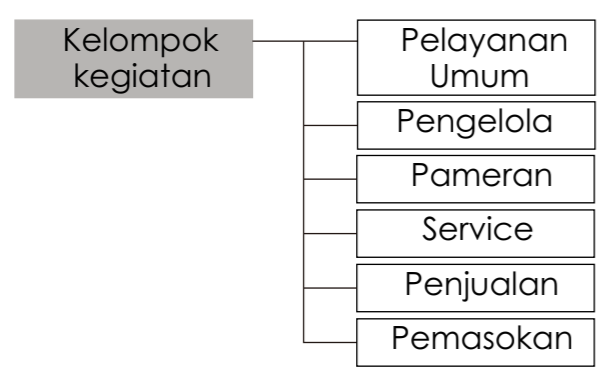 Kelompok
kegiatan
Pelayanan
Umum
Pengelola
Pameran
Service
Penjualan
Pemasokan